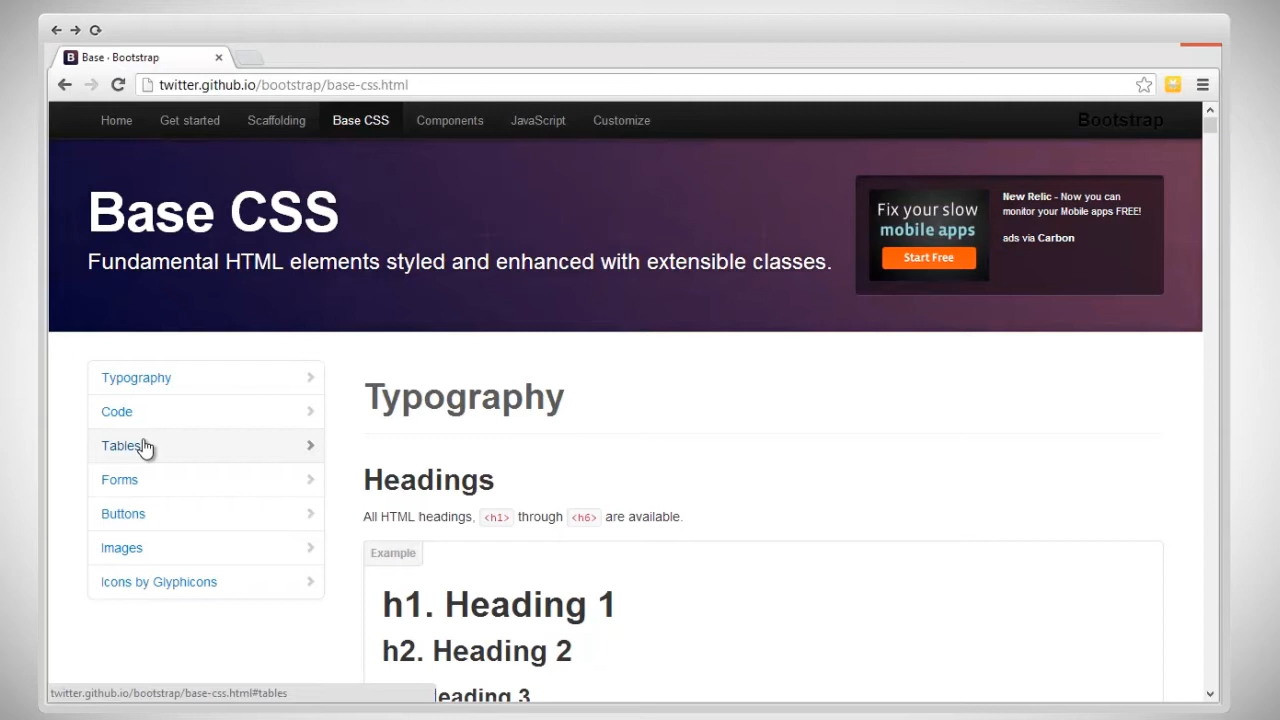 Base · Bootstrap
twitter.github.io/bootstrap/base-css.html
Home Get started Scaffolding Base CSS Components JavaScript Customize Bootstrap
Base CSS
Fundamental HTML elements styled and enhanced with extensible classes.
Fix your slow
mobile apps
Start Free
New Relic - Now you can
monitor your Mobile apps FREE!
ads via Carbon
Typography
Code
Tables
Forms
Buttons
Images
Icons by Glyphicons
Typography
Headings
All HTML headings, <h1> through <h6> are available.
Example
h1. Heading 1
h2. Heading 2
eading 3
twitter.github.io/bootstrap/base-css.html#tables